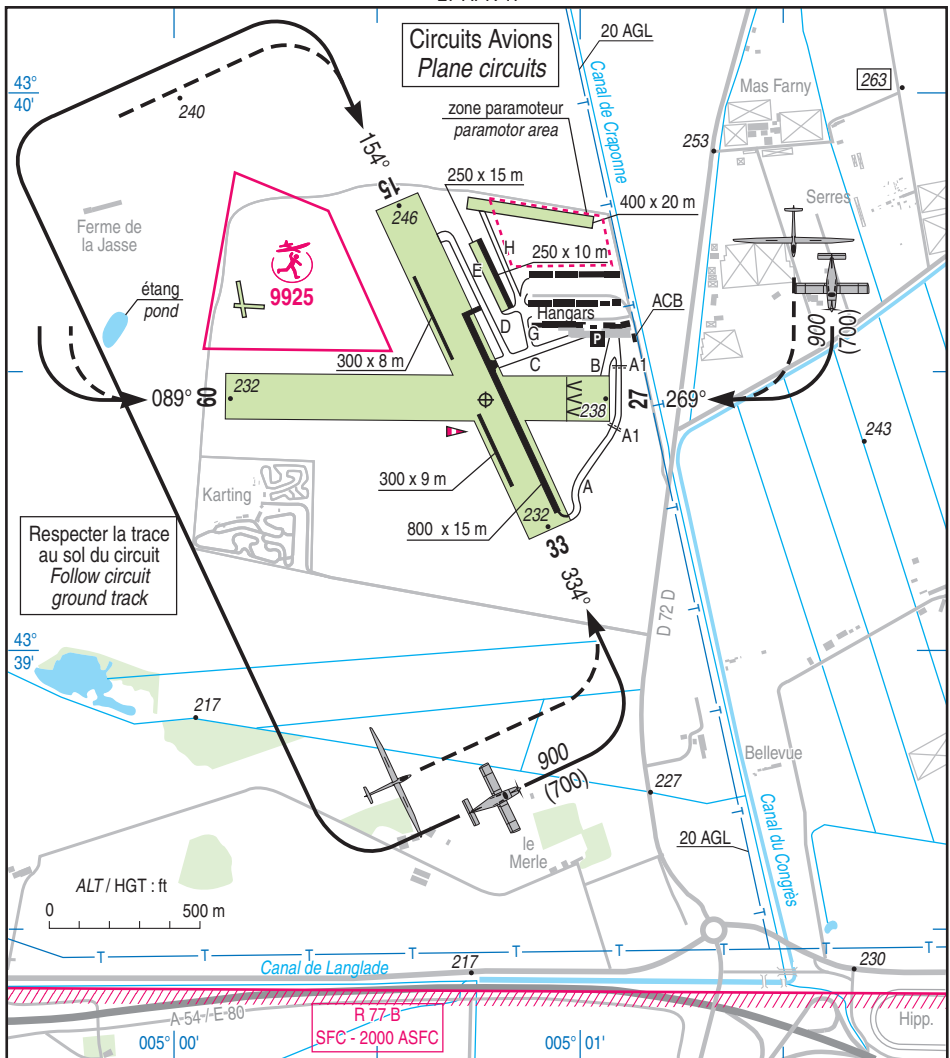 Circuits Avions
Plane circuits
20 AGL
Canal de Craponne
43°
40'
240
Mas Farny
263
zone paramoteur
paramotor area
253
154°
15
250 x 15 m
400 x 20 m
Serres
246
Ferme de
la Jasse
H
E
250 x 10 m
9925
étang
pond
ACB
Hangars
D
G
P
900
(700)
300 x 8 m
C
B
A1
089°
09
232
238
27
269°
A1
243
300 x 9 m
A
Karting
232
800 x 15 m
33
334°
Respecter la trace
au sol du circuit
Follow circuit
ground track
D 72 D
43°
39'
217
900
(700)
Bellevue
227
le
Merle
20 AGL
Canal du Congrès
ALT / HGT : ft
0
500 m
T
T
T
T
T
T
T
T
Canal de Langlade
217
230
A-54 / E-80
R 77 B
SFC - 2000 ASFC
Hipp.
005° 00'
005° 01'